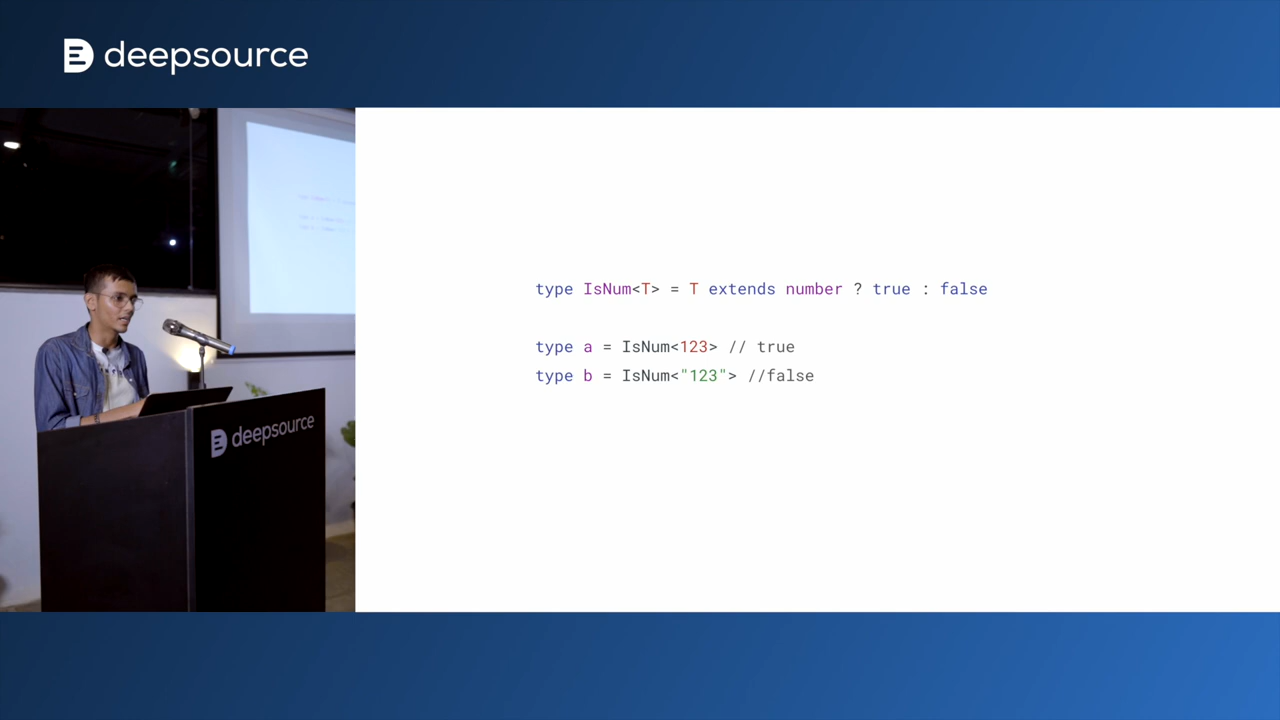 deepsource
type IsNum<T> = T extends number ? true : false
type a = IsNum<123> // true
type b = IsNum<"123"> //false
deepsource